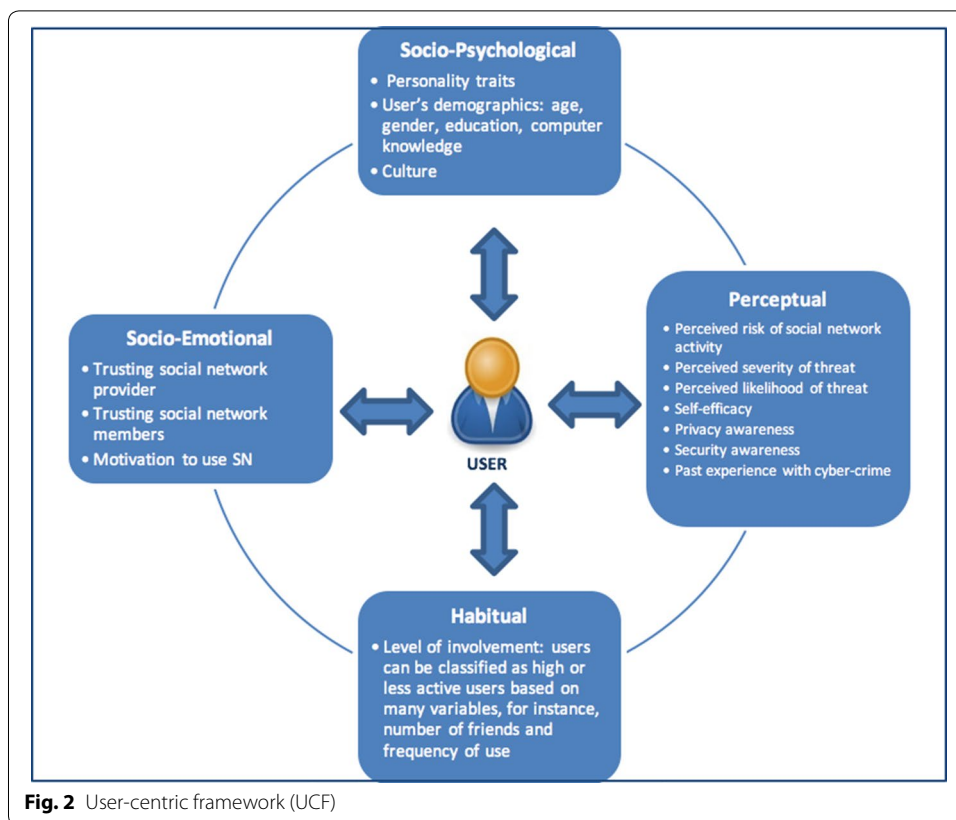 Socio-Psychological
• Personality traits
• User's demographics: age,
gender, education, computer
knowledge
• Culture
Socio-Emotional
• Trusting social network
provider
• Trusting social network
members
• Motivation to use SN
USER
Perceptual
• Perceived risk of social network
activity
• Perceived severity of threat
• Perceived likelihood of threat
• Self-efficacy
• Privacy awareness
• Security awareness
• Past experience with cyber-crime
Habitual
• Level of involvement: users
can be classified as high or
less active users based on
many variables, for instance,
number of friends and
frequency of use
Fig. 2 User-centric framework (UCF)